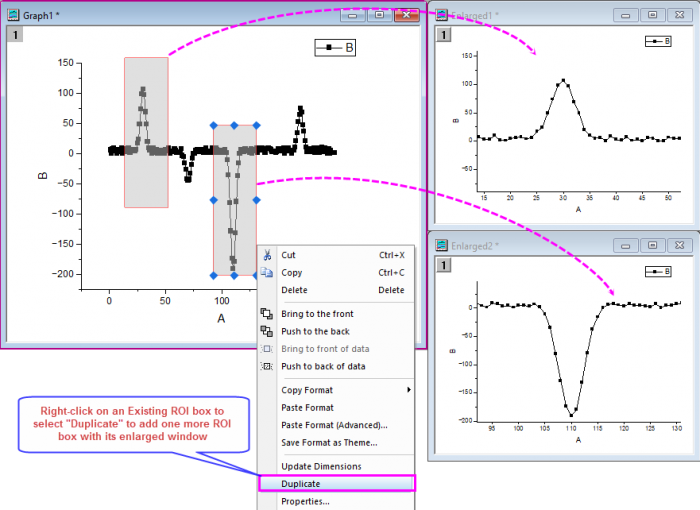 Graph1 *
1
B
150
100
50
0
-50
-100
-150
-200
B
0
50
100
A
Enlarged1 *
1
B
150
100
50
0
-50
B
15
20
25
30
35
40
45
50
A
Enlarged2 *
1
B
50
0
-50
-100
-150
-200
B
95
100
105
110
115
120
125
130
A
Cut Ctrl+X
Copy Ctrl+C
Delete Delete
Bring to the front
Push to the back
Bring to front of data
Push to back of data
Copy Format
Paste Format
Paste Format (Advanced)...
Save Format as Theme...
Update Dimensions
Duplicate
Properties...
Right-click on an Existing ROI box to
select "Duplicate" to add one more ROI
box with its enlarged window